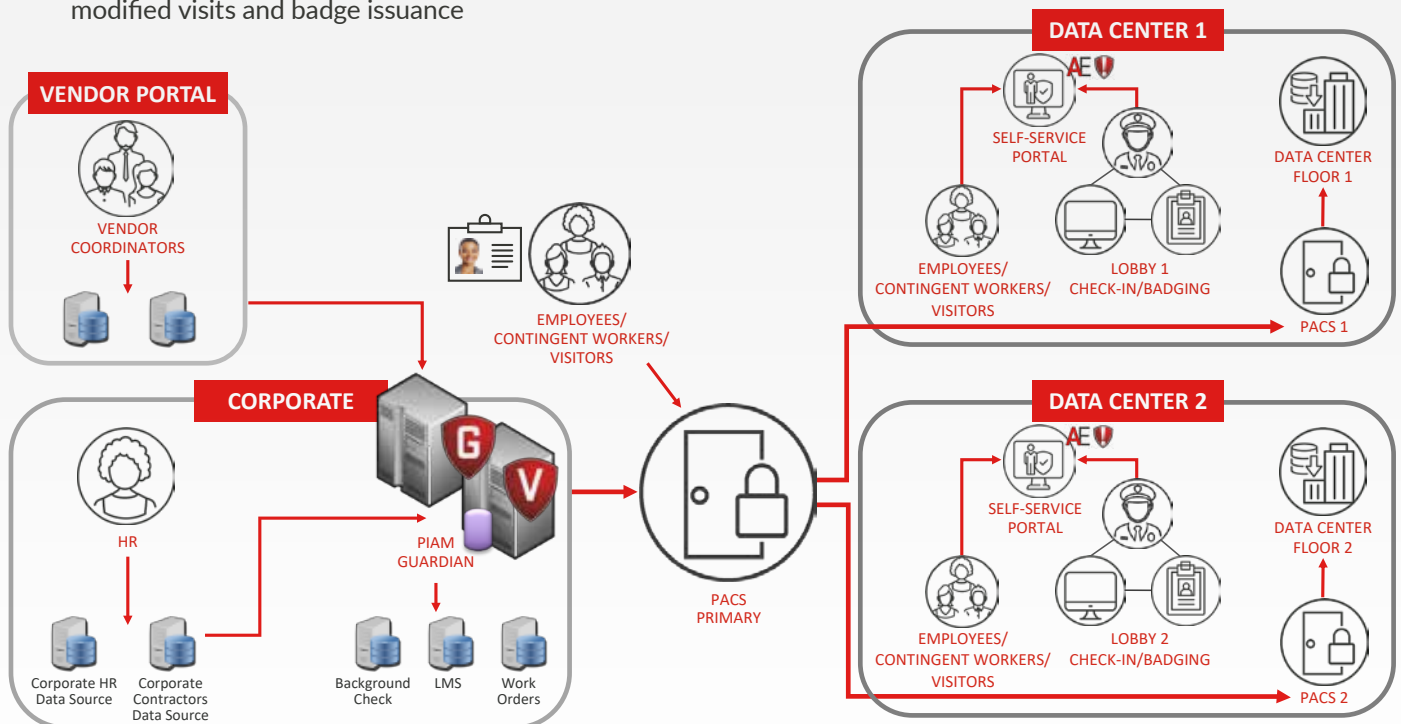 modified visits and badge issuance
VENDOR PORTAL
VENDOR
COORDINATORS
CORPORATE
HR
Corporate HR
Data Source
Corporate
Contractors
Data Source
G
V
PIAM
GUARDIAN
Background
Check
LMS
Work
Orders
EMPLOYEES/
CONTINGENT WORKERS/
VISITORS
PACS
PRIMARY
DATA CENTER 1
AE
SELF-SERVICE
PORTAL
EMPLOYEES/
CONTINGENT WORKERS/
VISITORS
LOBBY 1
CHECK-IN/BADGING
DATA CENTER
FLOOR 1
PACS 1
DATA CENTER 2
AE
SELF-SERVICE
PORTAL
EMPLOYEES/
CONTINGENT WORKERS/
VISITORS
LOBBY 2
CHECK-IN/BADGING
DATA CENTER
FLOOR 2
PACS 2